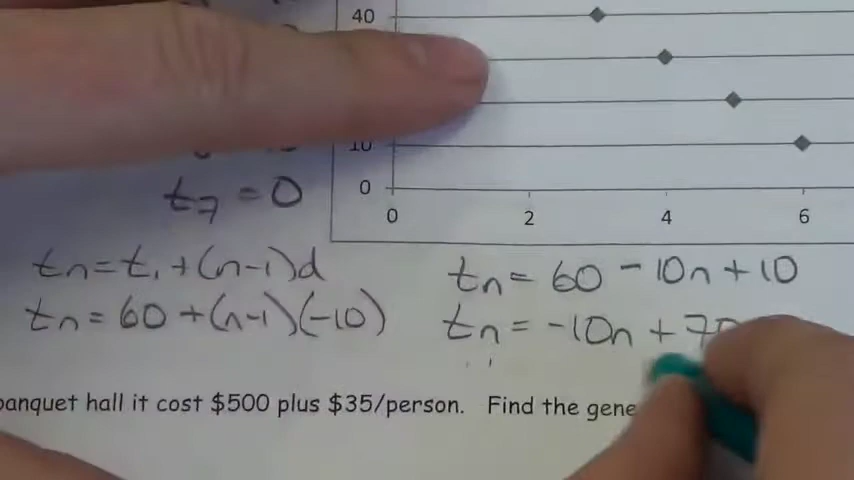 40
10
0
0 2 4 6
t7 = 0
tn = t1 + (n-1)d
tn = 60 + (n-1)(-10)
tn = 60 - 10n + 10
tn = -10n + 70
banquet hall it cost $500 plus $35/person. Find the gene